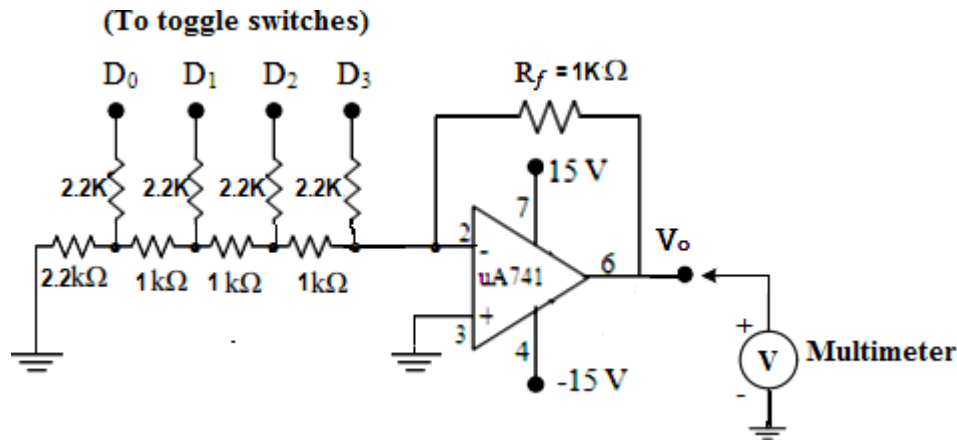 (To toggle switches)
D0 D1 D2 D3
Rf = 1K Ω
2.2K 2.2K 2.2K 2.2K
15 V
7
2
-
uA741
6
Vo
2.2kΩ 1kΩ 1kΩ 1kΩ
+
3
4
-15 V
+
V
-
Multimeter